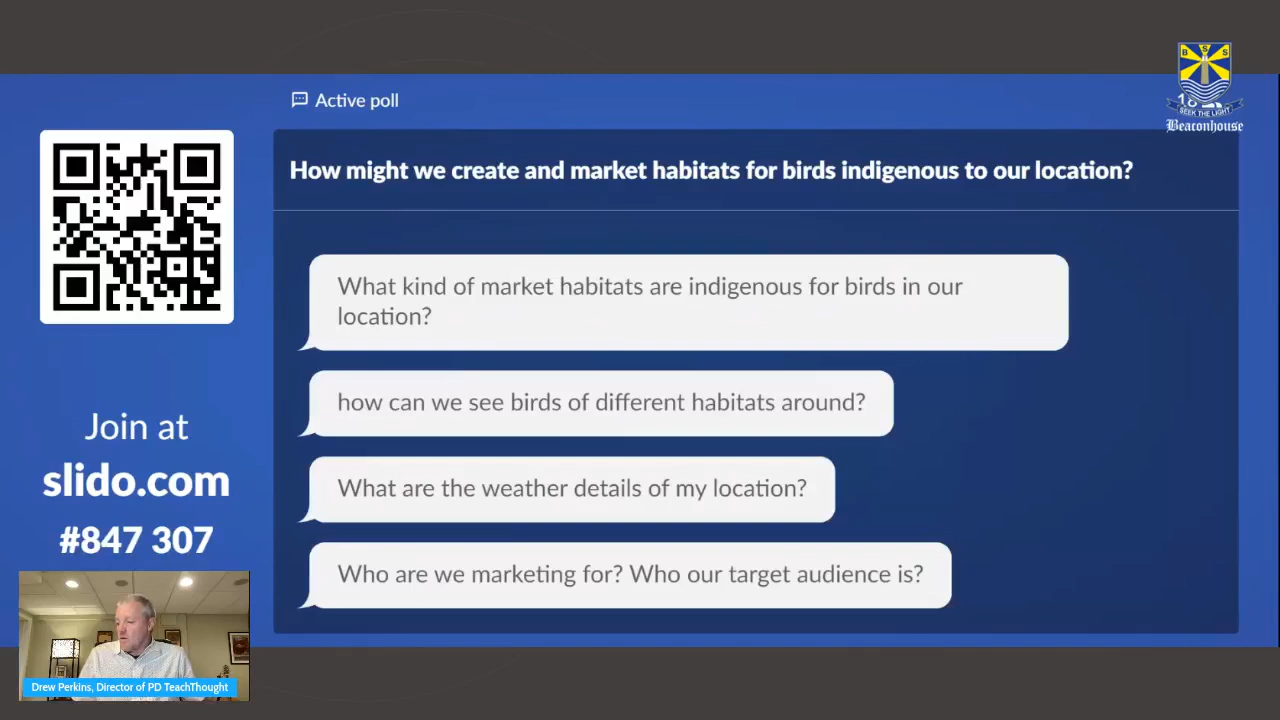 B S S
SEEK THE LIGHT
Beaconhouse
Active poll
How might we create and market habitats for birds indigenous to our location?
What kind of market habitats are indigenous for birds in our
location?
how can we see birds of different habitats around?
What are the weather details of my location?
Who are we marketing for? Who our target audience is?
Join at
slido.com
#847 307
Drew Perkins, Director of PD TeachThought